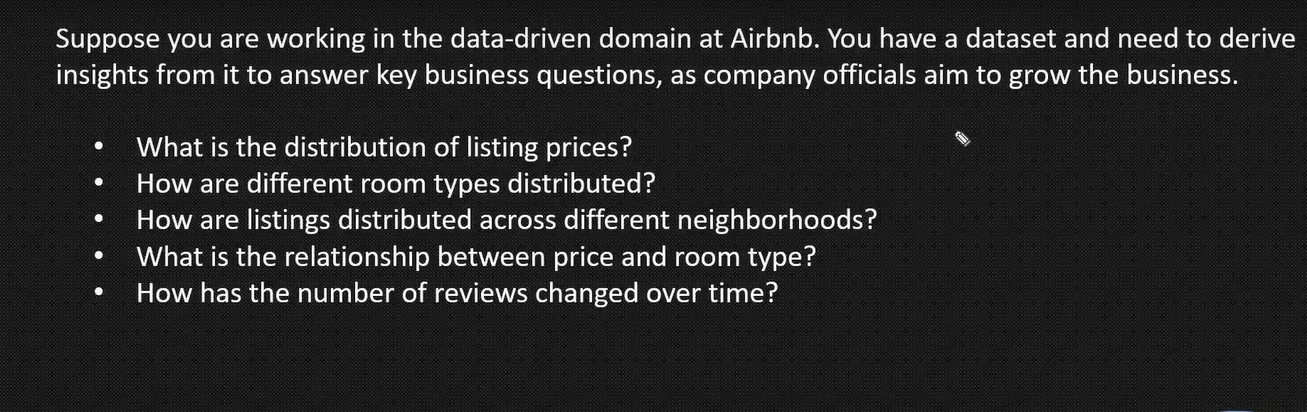 Suppose you are working in the data-driven domain at Airbnb. You have a dataset and need to derive
insights from it to answer key business questions, as company officials aim to grow the business.
• What is the distribution of listing prices?
• How are different room types distributed?
• How are listings distributed across different neighborhoods?
• What is the relationship between price and room type?
• How has the number of reviews changed over time?